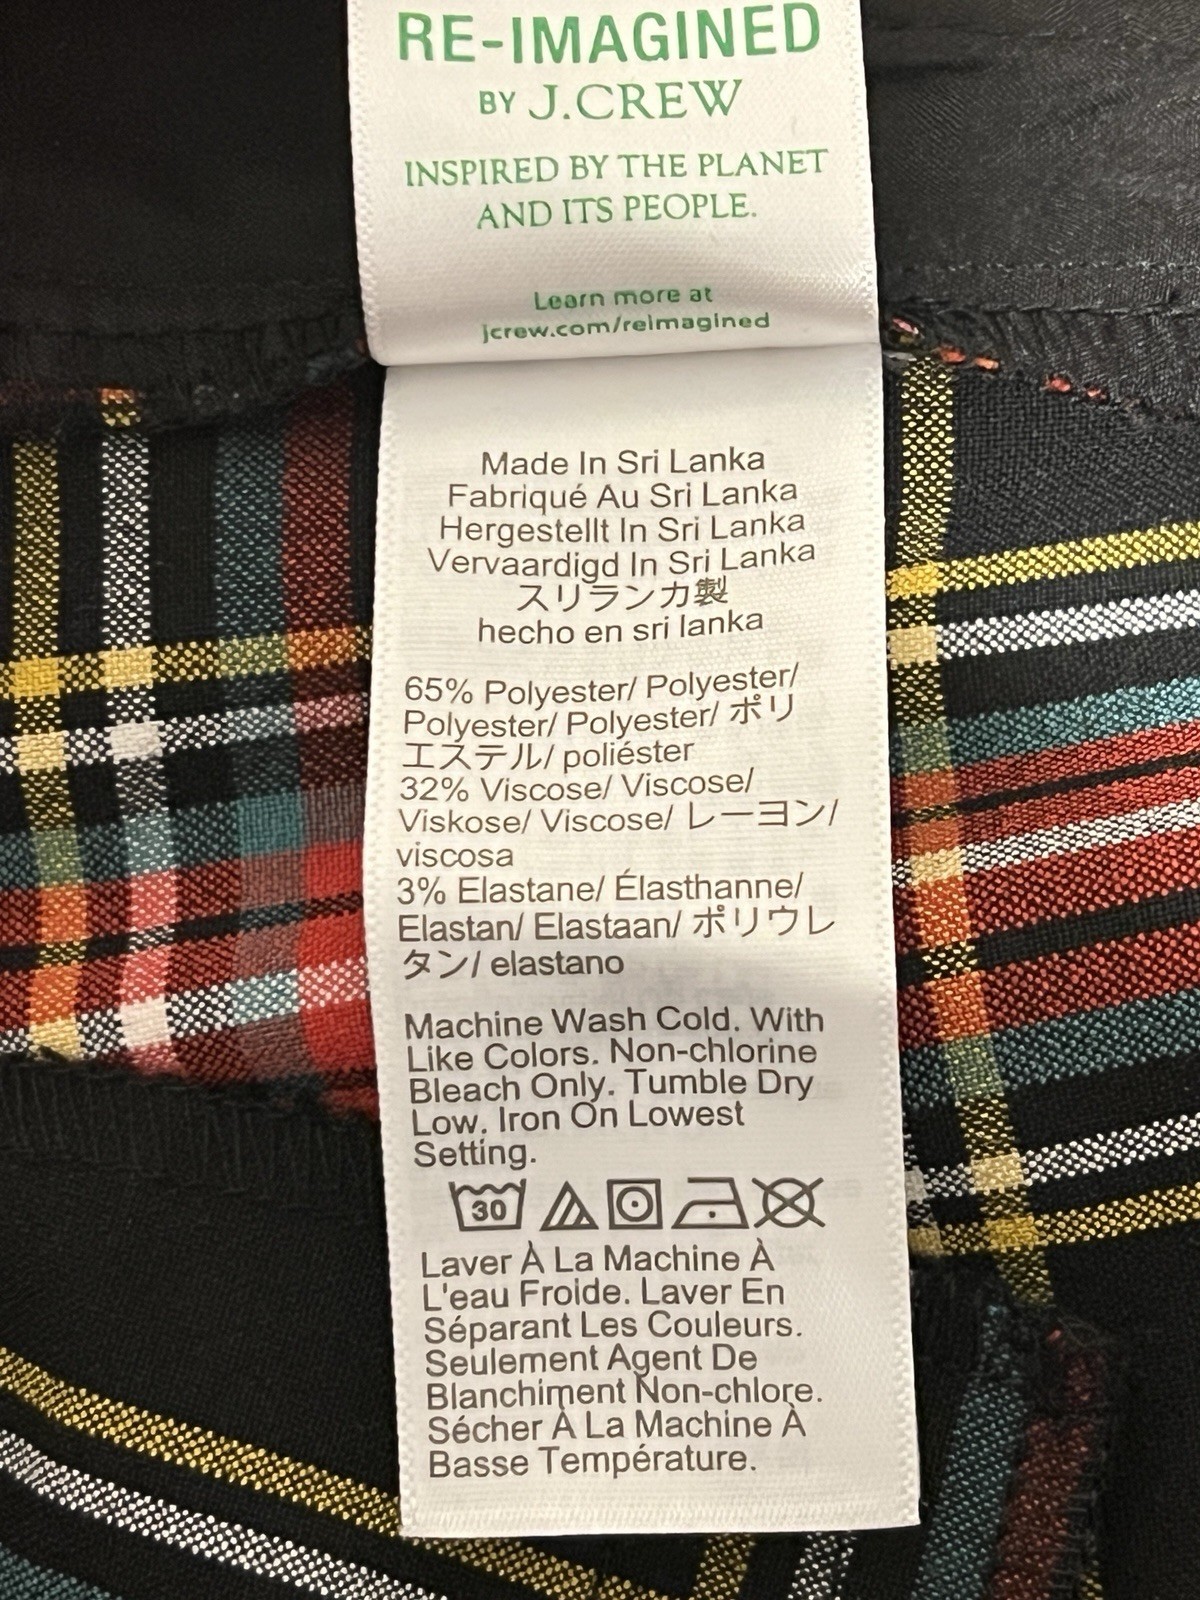 RE-IMAGINED
BY J.CREW
INSPIRED BY THE PLANET
AND ITS PEOPLE.
Learn more at
jcrew.com/reimagined
Made In Sri Lanka
Fabriqué Au Sri Lanka
Hergestellt In Sri Lanka
Vervaardigd In Sri Lanka
スリランカ製
hecho en sri lanka
65% Polyester/ Polyester/
Polyester/ Polyester/ ポリ
エステル/ poliéster
32% Viscose/ Viscose/
Viskose/ Viscose/ レーヨン/
viscosa
3% Elastane/ Élasthanne/
Elastan/ Elastaan/ ポリウレ
タン/ elastano
Machine Wash Cold. With
Like Colors. Non-chlorine
Bleach Only. Tumble Dry
Low. Iron On Lowest
Setting.
30
Laver À La Machine À
L'eau Froide. Laver En
Séparant Les Couleurs.
Seulement Agent De
Blanchiment Non-chlore.
Sécher À La Machine À
Basse Température.